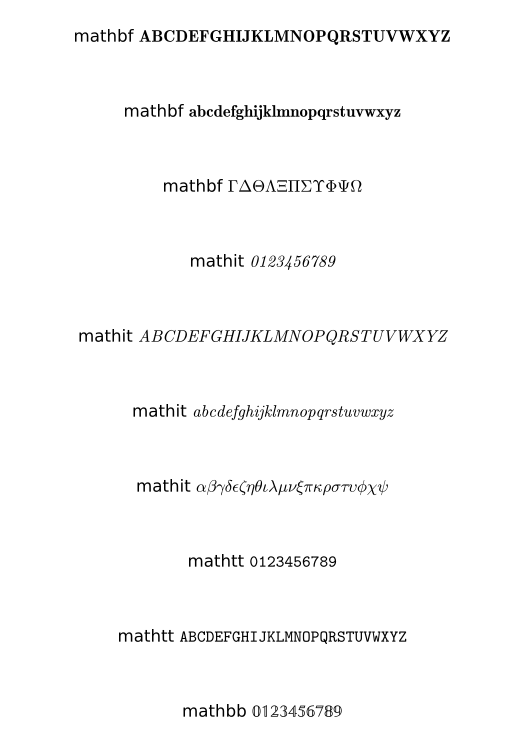 mathbf ABCDEFGHIJKLMNOPQRSTUVWXYZ
mathbf abcdefghijklmnopqrstuvwxyz
mathbf ΓΔΘΛΞΠΣΥΦΨΩ
mathit 0123456789
mathit ABCDEFGHIJKLMNOPQRSTUVWXYZ
mathit abcdefghijklmnopqrstuvwxyz
mathit αβγδεζηθιλμνξπκρστυϕχψ
mathtt 0123456789
mathtt ABCDEFGHIJKLMNOPQRSTUVWXYZ
mathbb 0123456789